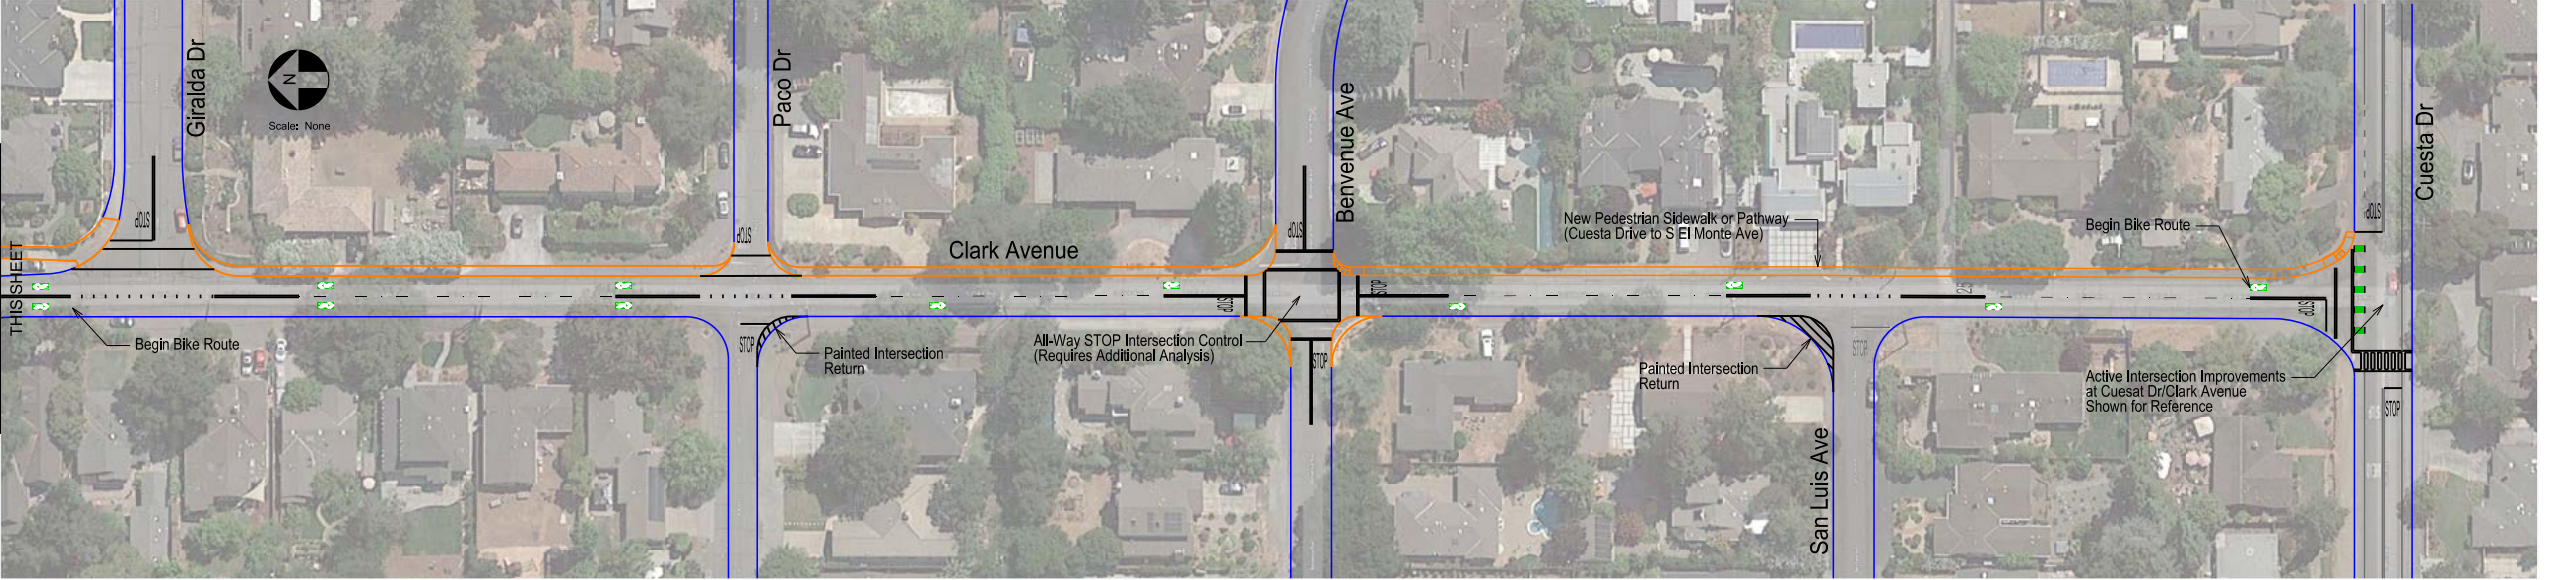 Giralda Dr
N
Scale: None
Paco Dr
Benvenue Ave
Cuesta Dr
Clark Avenue
New Pedestrian Sidewalk or Pathway
(Cuesta Drive to S El Monte Ave)
Begin Bike Route
THIS SHEET
STOP
STOP
STOP
STOP
STOP
STOP
STOP
Begin Bike Route
STOP
Painted Intersection
Return
All-Way STOP Intersection Control
(Requires Additional Analysis)
STOP
Painted Intersection
Return
STOP
San Luis Ave
Active Intersection Improvements
at Cuesat Dr/Clark Avenue
Shown for Reference
STOP